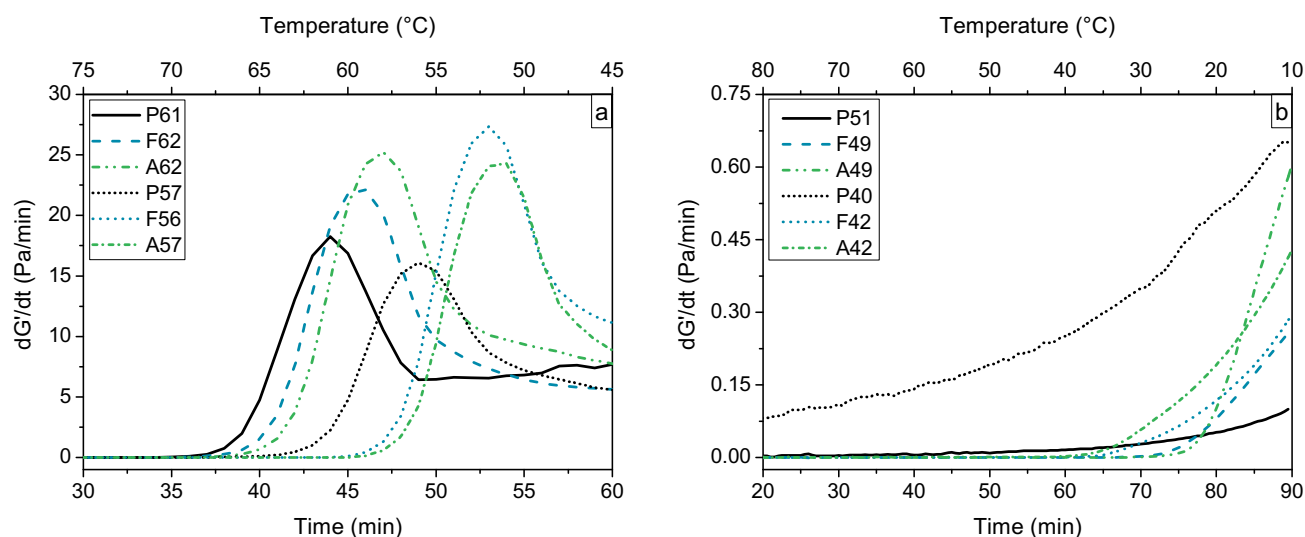 Temperature (°C)
75 70 65 60 55 50 45
30
25
20
15
10
5
0
dG'/dt (Pa/min)
P61
F62
A62
P57
F56
A57
a
30 35 40 45 50 55 60
Time (min)
Temperature (°C)
80 70 60 50 40 30 20 10
0.75
0.60
0.45
0.30
0.15
0.00
dG'/dt (Pa/min)
P51
F49
A49
P40
F42
A42
b
20 30 40 50 60 70 80 90
Time (min)